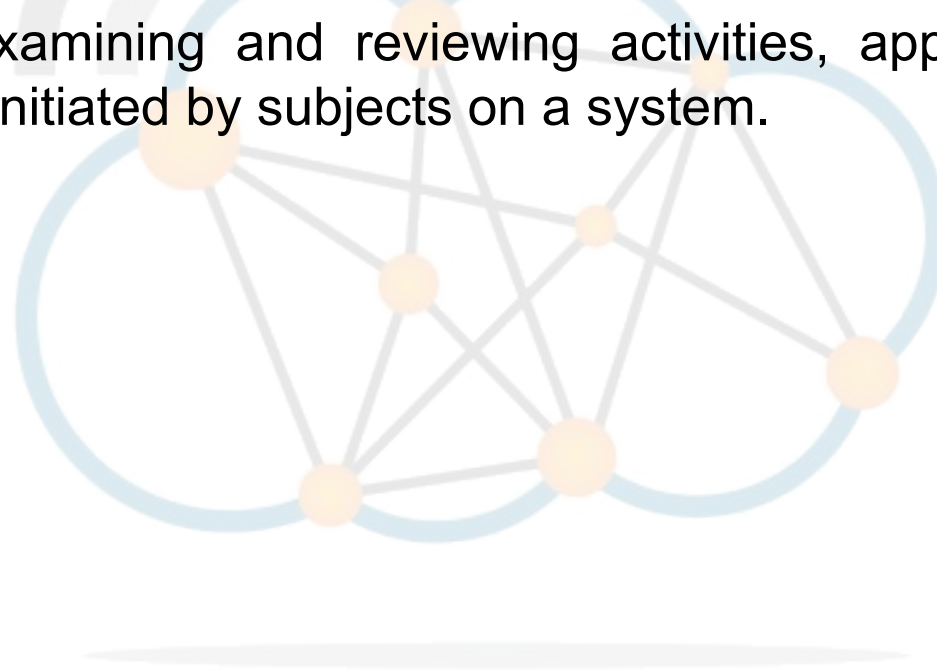 xamining and reviewing activities, app
nitiated by subjects on a system.